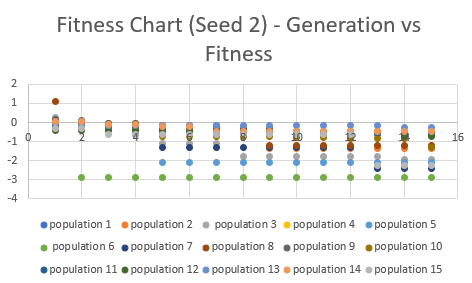 Fitness Chart (Seed 2) - Generation vs
Fitness
2
1
0
0 2 4 6 8 10 12 14 16
-1
-2
-3
-4
population 1 population 2 population 3 population 4 population 5
population 6 population 7 population 8 population 9 population 10
population 11 population 12 population 13 population 14 population 15